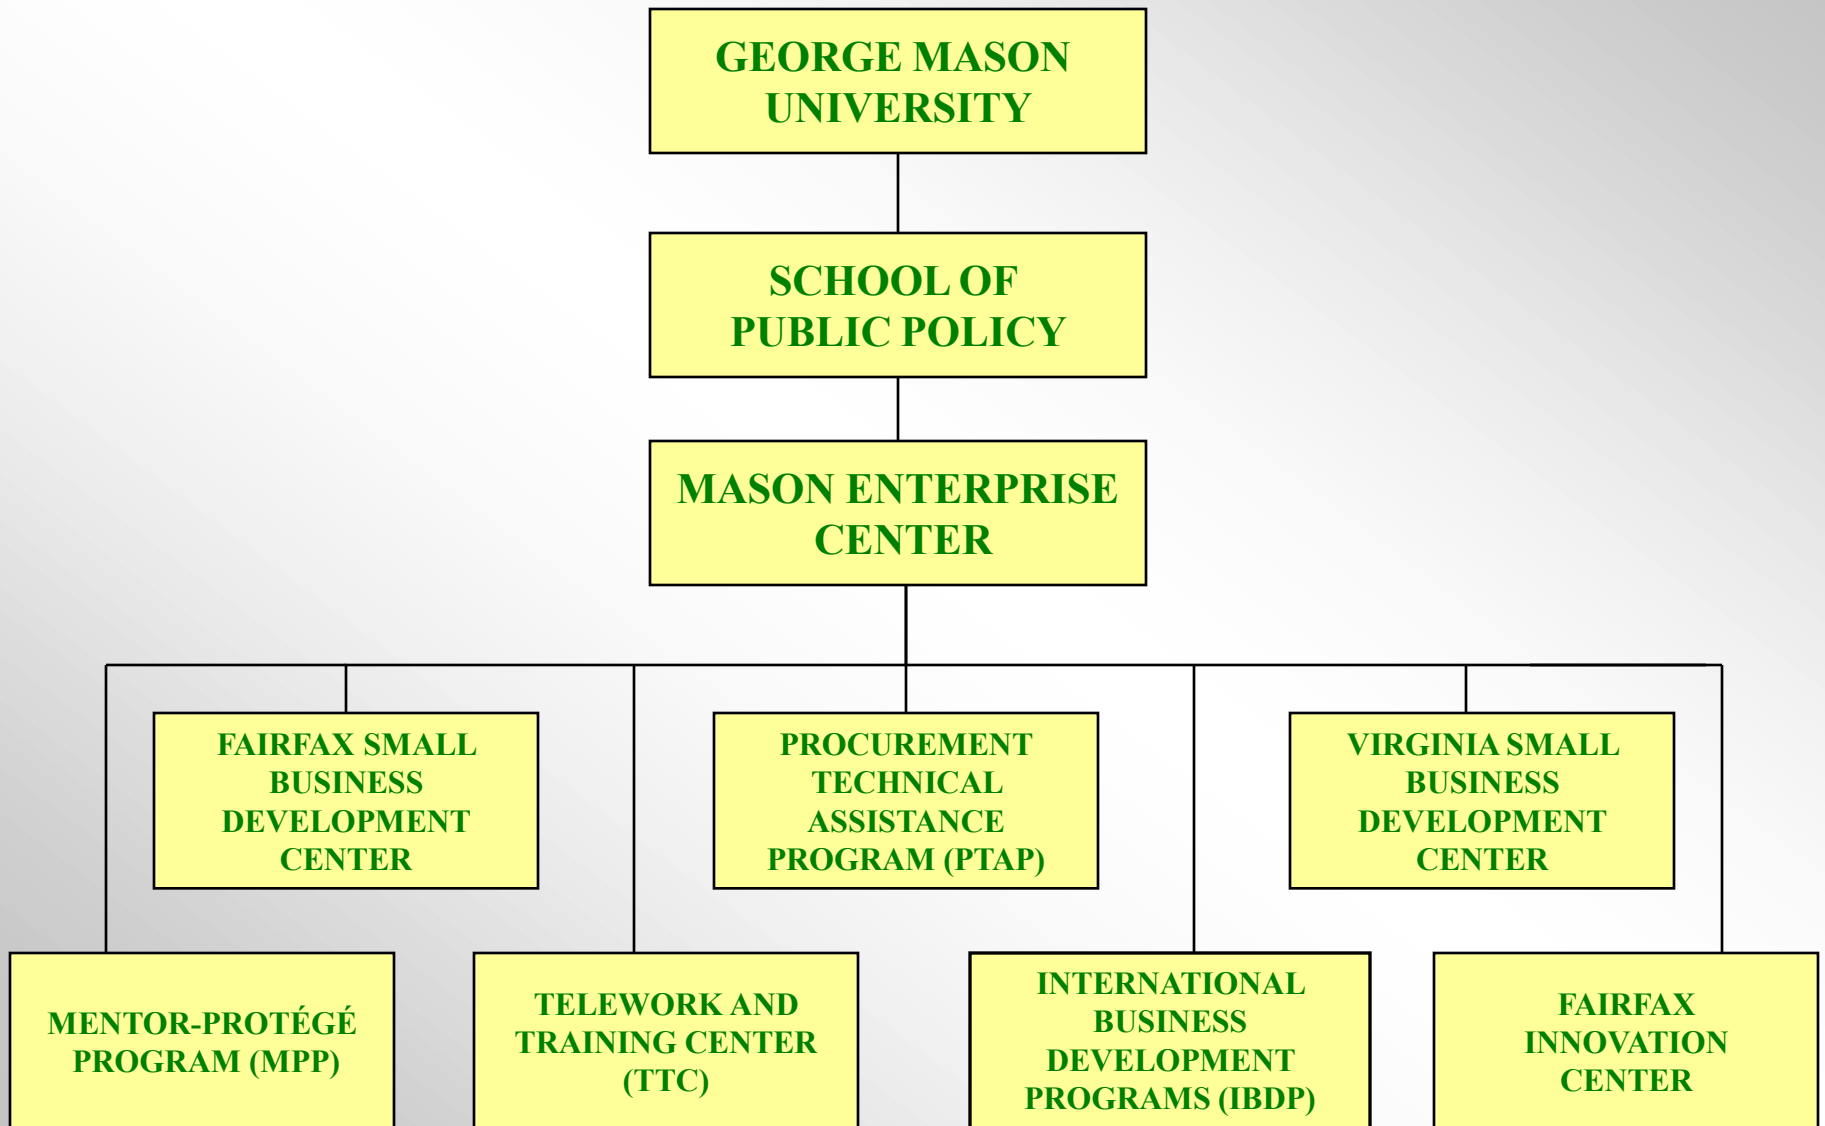 GEORGE MASON
UNIVERSITY
SCHOOL OF
PUBLIC POLICY
MASON ENTERPRISE
CENTER
FAIRFAX SMALL
BUSINESS
DEVELOPMENT
CENTER
PROCUREMENT
TECHNICAL
ASSISTANCE
PROGRAM (PTAP)
VIRGINIA SMALL
BUSINESS
DEVELOPMENT
CENTER
MENTOR-PROTÉGÉ
PROGRAM (MPP)
TELEWORK AND
TRAINING CENTER
(TTC)
INTERNATIONAL
BUSINESS
DEVELOPMENT
PROGRAMS (IBDP)
FAIRFAX
INNOVATION
CENTER